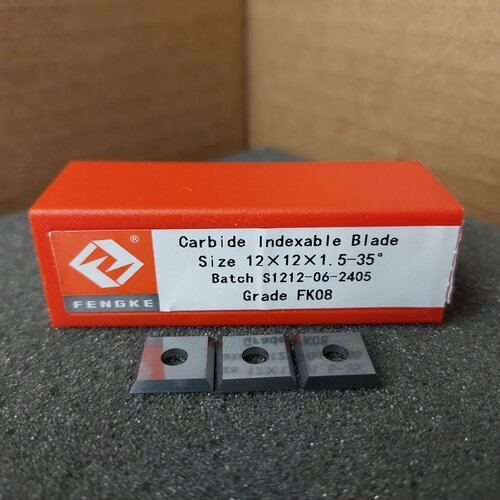 Carbide Indexable Blade
Size 12×12×1.5-35°
Batch S1212-06-2405
Grade FK08
®
FENGKE